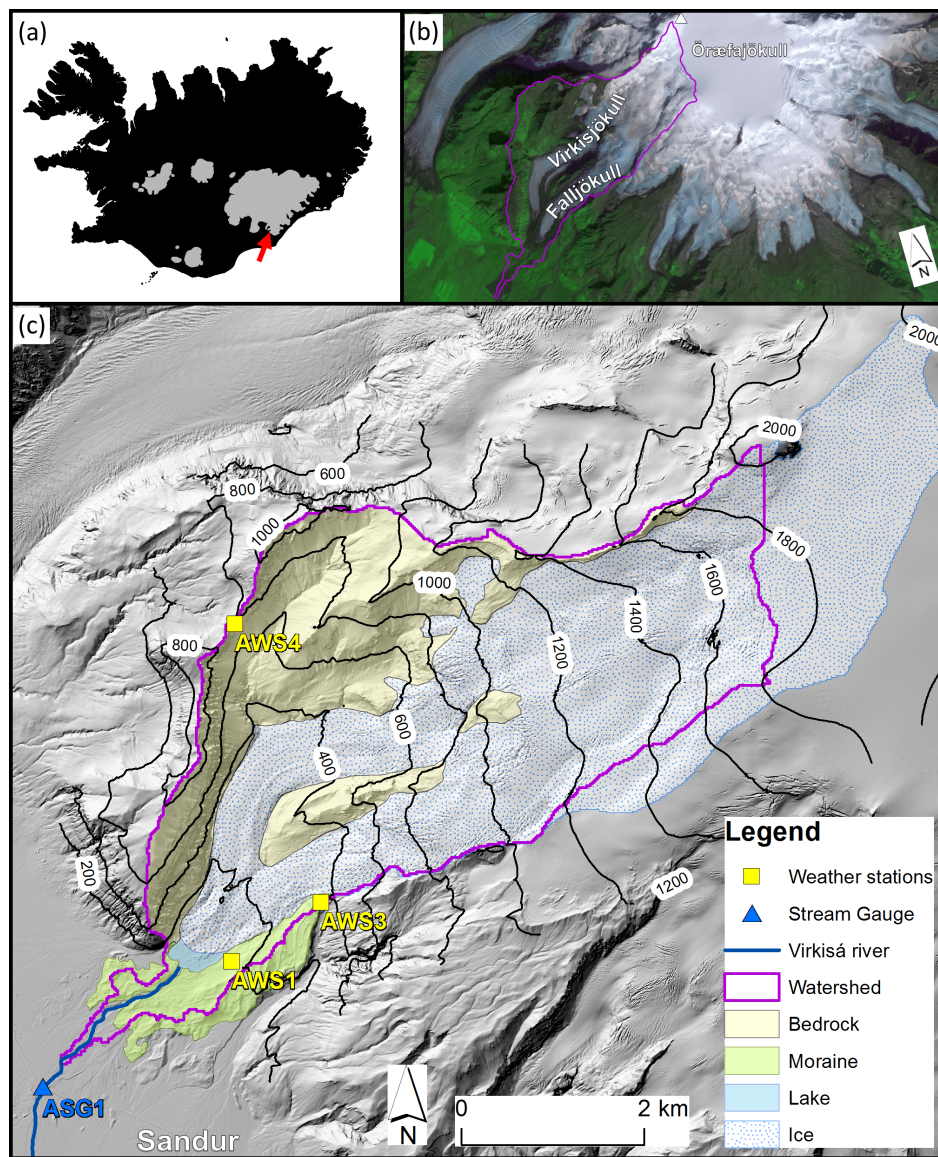 (a)
(b)
Öræfajökull
Virkisjökull
Falljökull
N
(c)
2000
2000
600
800
1000
1800
1600
1000
1400
AWS4
800
1200
600
400
200
1200
AWS3
AWS1
ASG1
Sandur
N
0 2 km
Legend
Weather stations
Stream Gauge
Virkisá river
Watershed
Bedrock
Moraine
Lake
Ice